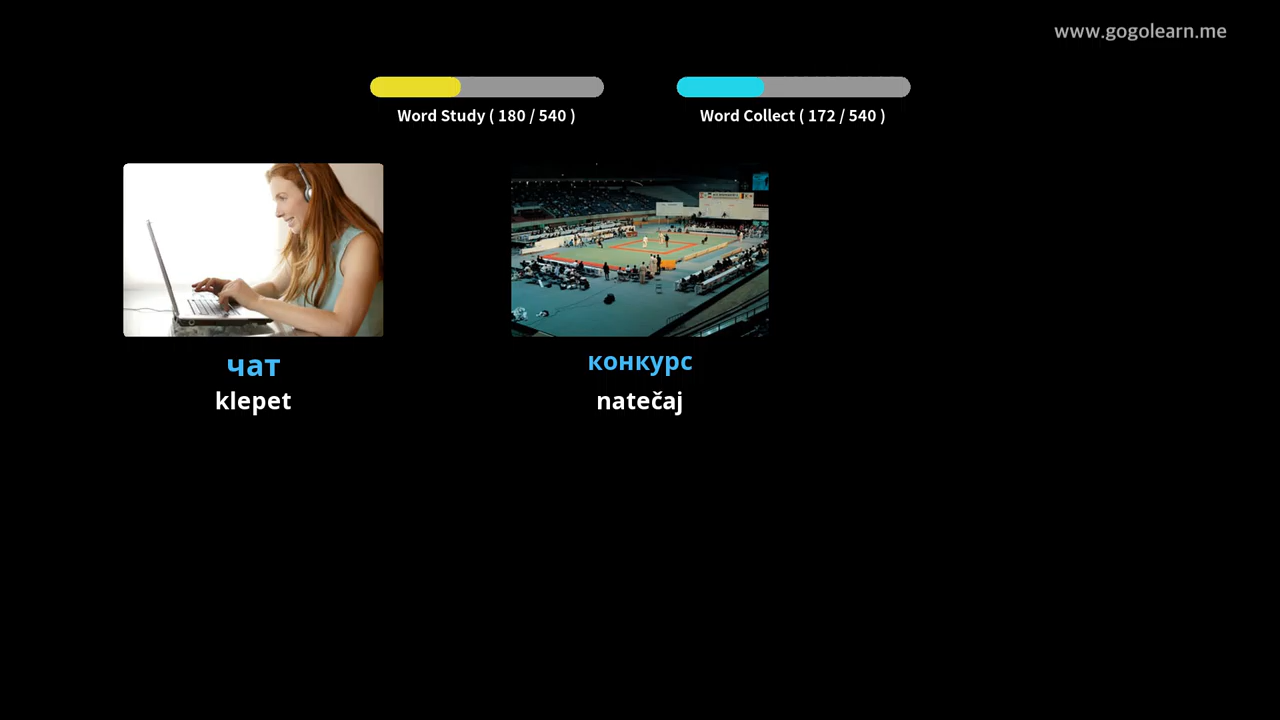 www.gogolearn.me
Word Study ( 180 / 540 )
Word Collect ( 172 / 540 )
чат
klepet
конкурс
natečaj